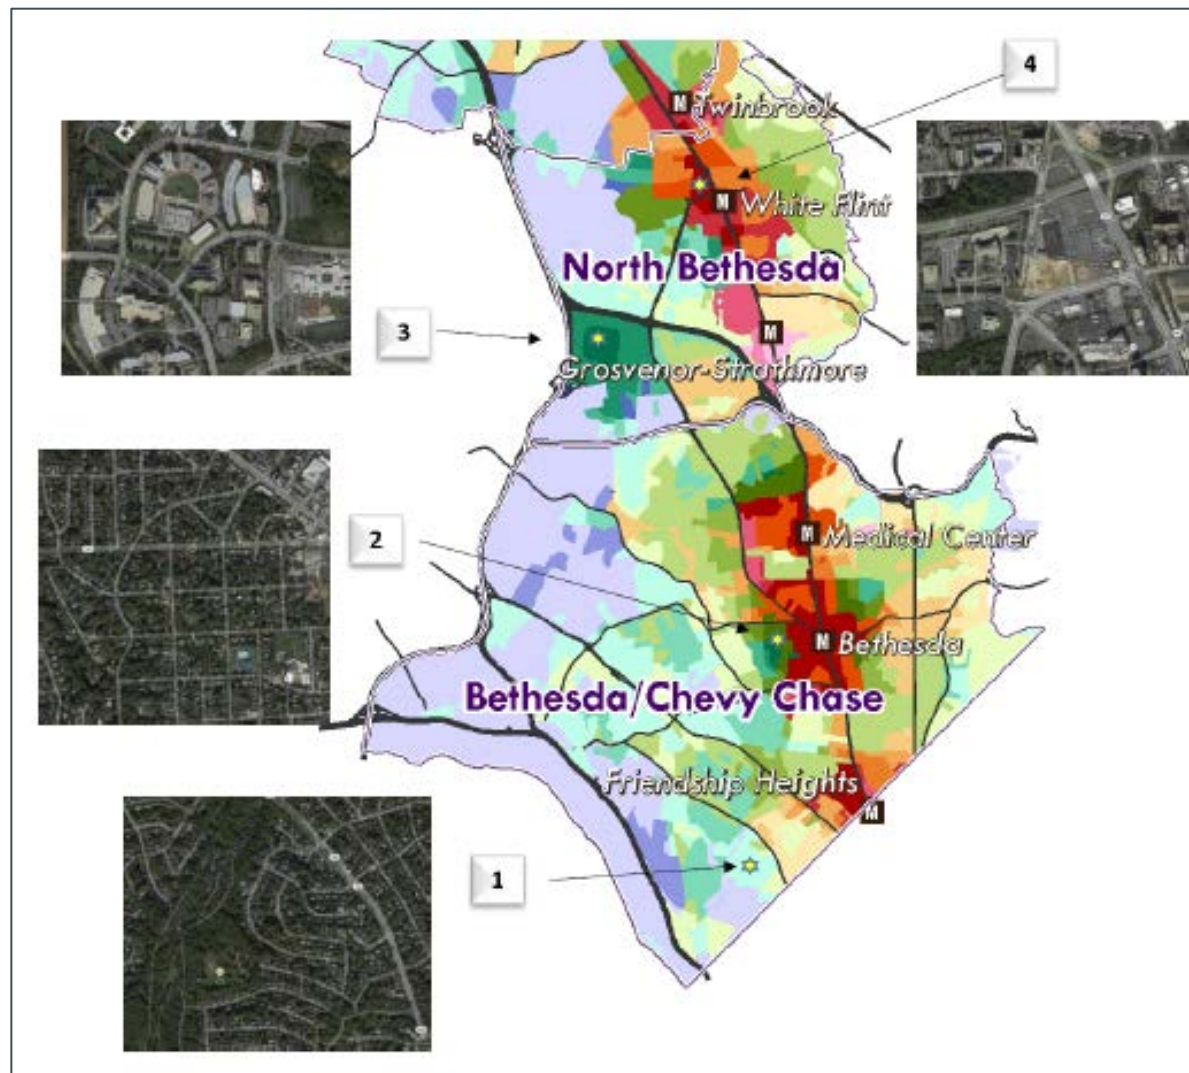 4
M Twinbrook
M White Flint
North Bethesda
3
M
Grosvenor-Strathmore
2
M Medical Center
M Bethesda
Bethesda/Chevy Chase
Friendship Heights
M
1